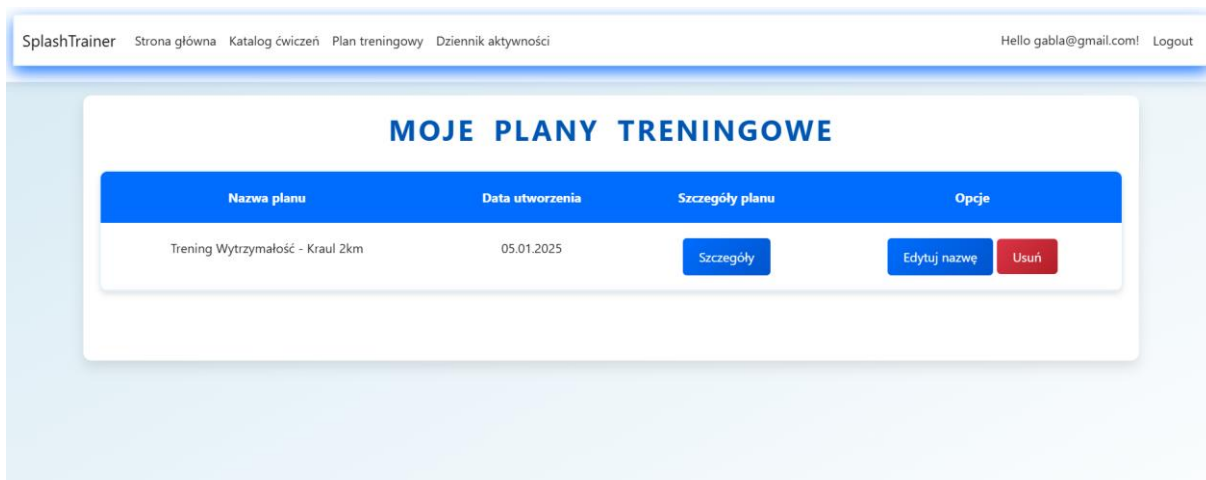 SplashTrainer Strona główna Katalog ćwiczeń Plan treningowy Dziennik aktywności Hello gabla@gmail.com! Logout
MOJE PLANY TRENINGOWE
Nazwa planu Data utworzenia Szczegóły planu Opcje
Trening Wytrzymałość - Kraul 2km 05.01.2025 Szczegóły Edytuj nazwę Usuń